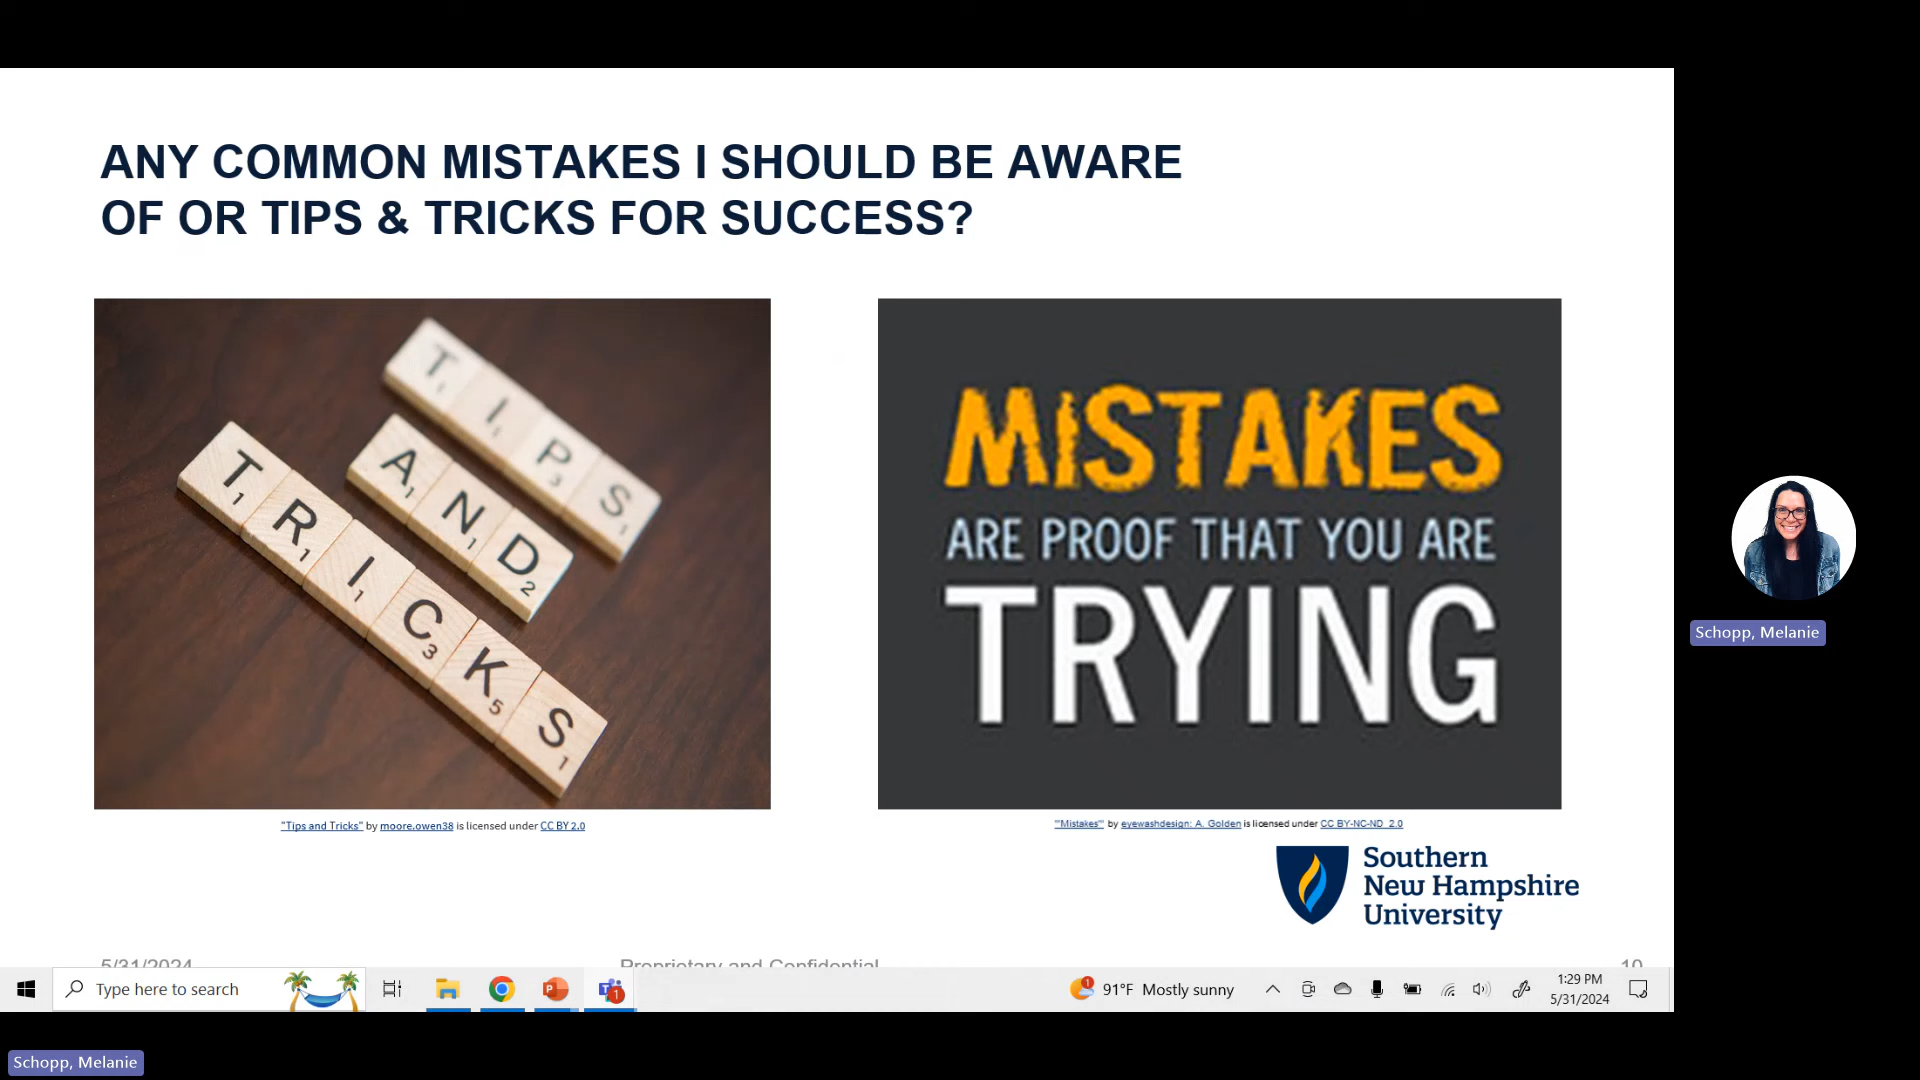 ANY COMMON MISTAKES I SHOULD BE AWARE
OF OR TIPS & TRICKS FOR SUCCESS?
TIPS
AND
TRICKS
MISTAKES
ARE PROOF THAT YOU ARE
TRYING
"Tips and Tricks" by moore.owen38 is licensed under CC BY 2.0
"'Mistakes'" by eyewashdesign: A. Golden is licensed under CC BY-NC-ND 2.0
Southern
New Hampshire
University
5/31/2024
Proprietary and Confidential
10
Type here to search
91°F Mostly sunny
1:29 PM
5/31/2024
Schopp, Melanie
Schopp, Melanie